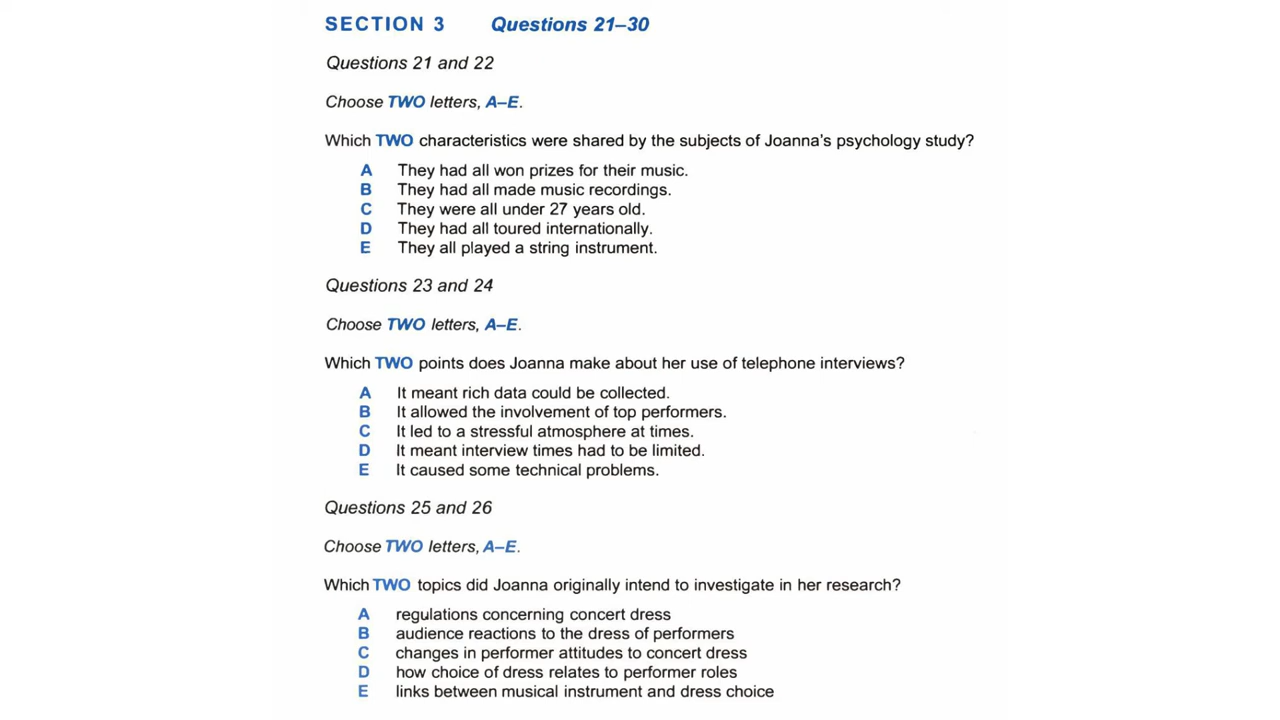 SECTION 3 Questions 21–30
Questions 21 and 22
Choose TWO letters, A–E.
Which TWO characteristics were shared by the subjects of Joanna's psychology study?
A They had all won prizes for their music.
B They had all made music recordings.
C They were all under 27 years old.
D They had all toured internationally.
E They all played a string instrument.
Questions 23 and 24
Choose TWO letters, A–E.
Which TWO points does Joanna make about her use of telephone interviews?
A It meant rich data could be collected.
B It allowed the involvement of top performers.
C It led to a stressful atmosphere at times.
D It meant interview times had to be limited.
E It caused some technical problems.
Questions 25 and 26
Choose TWO letters, A–E.
Which TWO topics did Joanna originally intend to investigate in her research?
A regulations concerning concert dress
B audience reactions to the dress of performers
C changes in performer attitudes to concert dress
D how choice of dress relates to performer roles
E links between musical instrument and dress choice